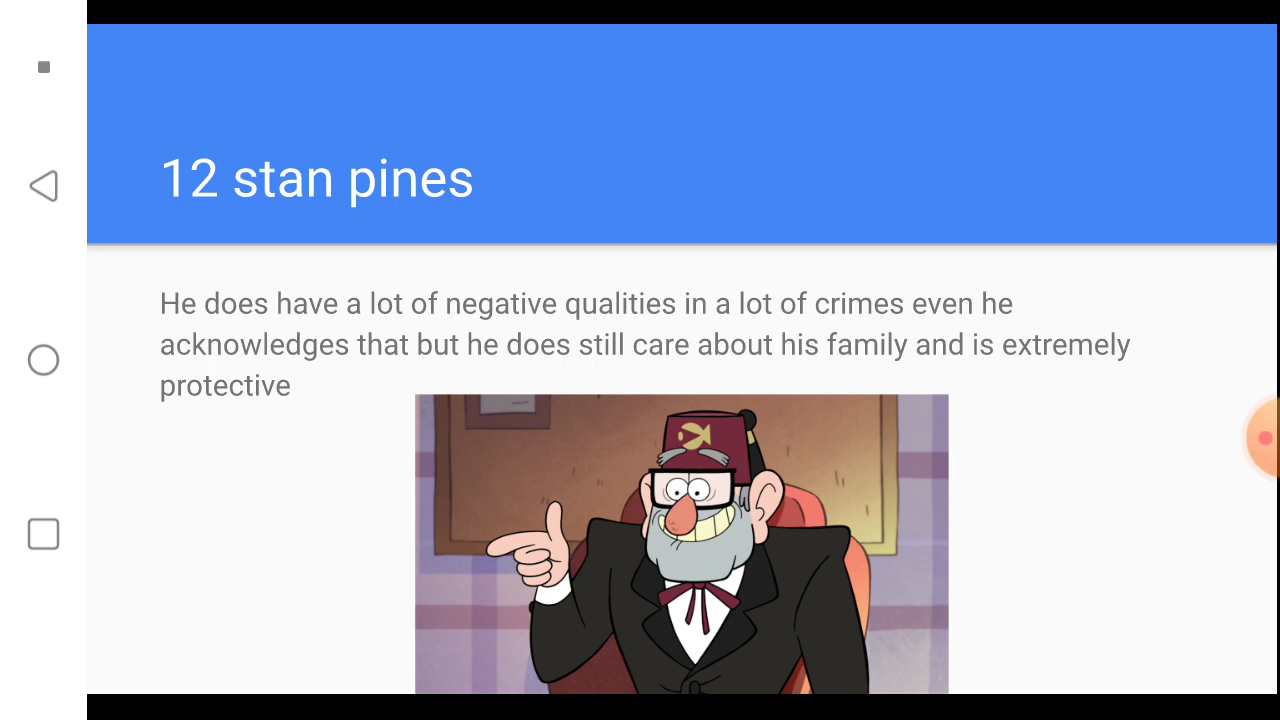 12 stan pines
He does have a lot of negative qualities in a lot of crimes even he
acknowledges that but he does still care about his family and is extremely
protective